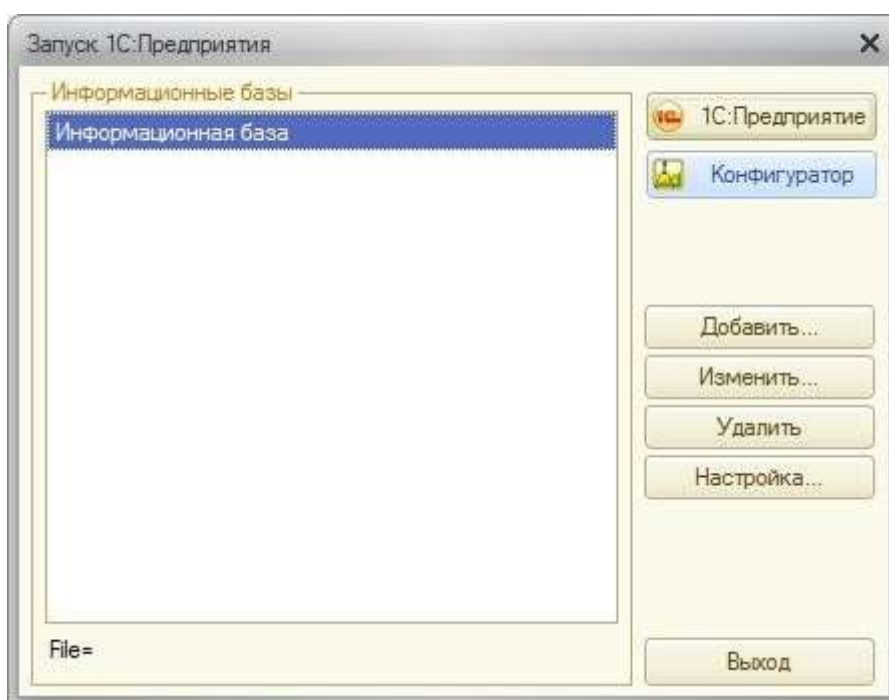 Запуск 1С:Предприятия
Информационные базы
Информационная база
1С:Предприятие
Конфигуратор
Добавить...
Изменить...
Удалить
Настройка...
File=
Выход